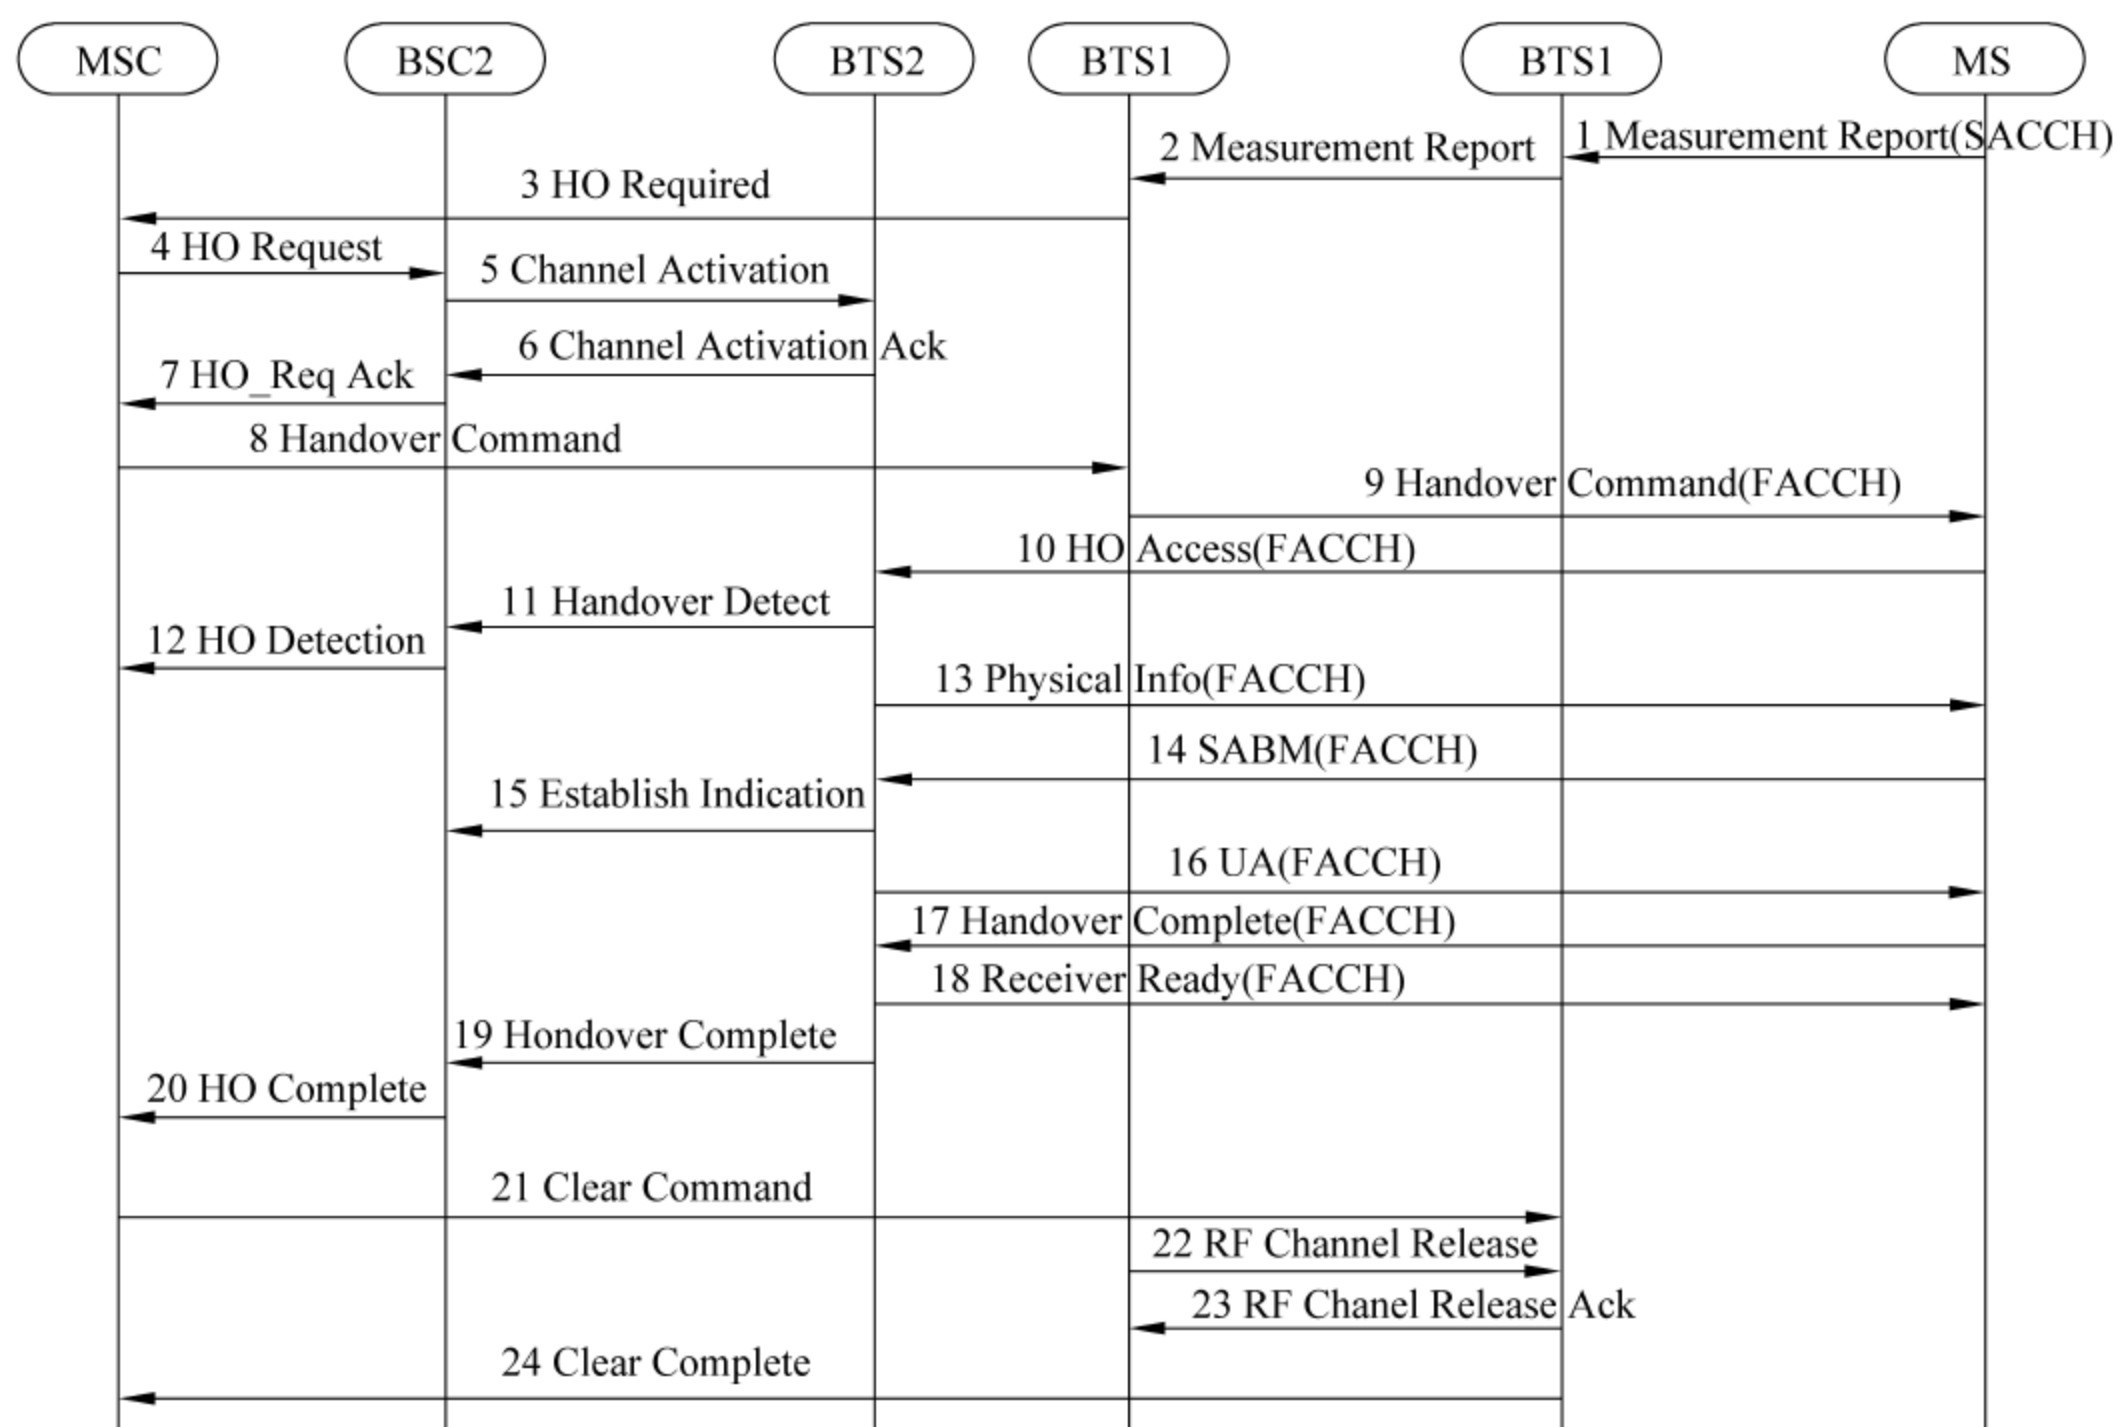 MSC
BSC2
BTS2
BTS1
BTS1
MS
1 Measurement Report(SACCH)
2 Measurement Report
3 HO Required
4 HO Request
5 Channel Activation
6 Channel Activation Ack
7 HO_Req Ack
8 Handover Command
9 Handover Command(FACCH)
10 HO Access(FACCH)
11 Handover Detect
12 HO Detection
13 Physical Info(FACCH)
14 SABM(FACCH)
15 Establish Indication
16 UA(FACCH)
17 Handover Complete(FACCH)
18 Receiver Ready(FACCH)
19 Hondover Complete
20 HO Complete
21 Clear Command
22 RF Channel Release
23 RF Chanel Release Ack
24 Clear Complete